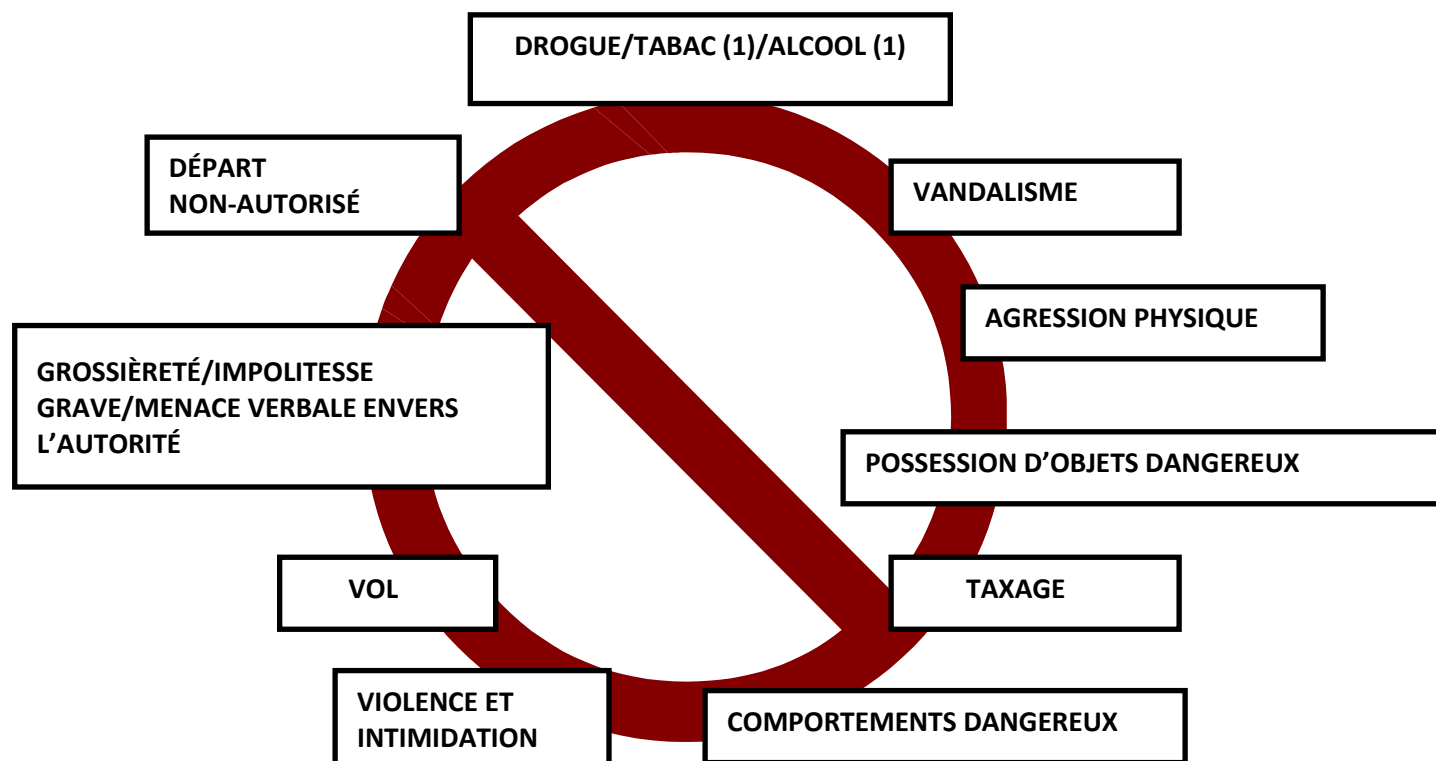 DROGUE/TABAC (1)/ALCOOL (1)
DÉPART
NON-AUTORISÉ
VANDALISME
AGRESSION PHYSIQUE
GROSSIÈRETÉ/IMPOLITESSE
GRAVE/MENACE VERBALE ENVERS
L’AUTORITÉ
POSSESSION D’OBJETS DANGEREUX
VOL
TAXAGE
VIOLENCE ET
INTIMIDATION
COMPORTEMENTS DANGEREUX